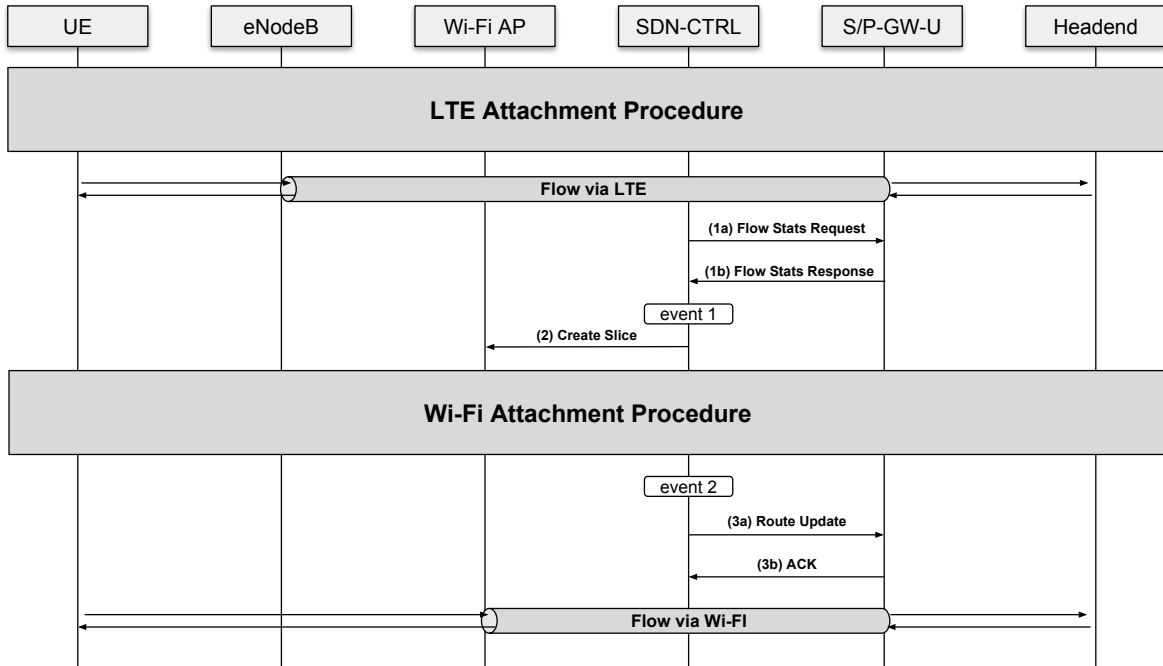 UE
eNodeB
Wi-Fi AP
SDN-CTRL
S/P-GW-U
Headend
LTE Attachment Procedure
Flow via LTE
(1a) Flow Stats Request
(1b) Flow Stats Response
event 1
(2) Create Slice
Wi-Fi Attachment Procedure
event 2
(3a) Route Update
(3b) ACK
Flow via Wi-FI